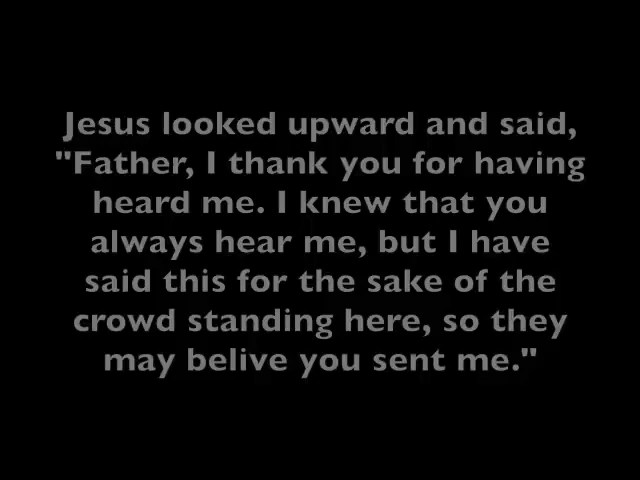 Jesus looked upward and said,
"Father, I thank you for having
heard me. I knew that you
always hear me, but I have
said this for the sake of the
crowd standing here, so they
may belive you sent me."